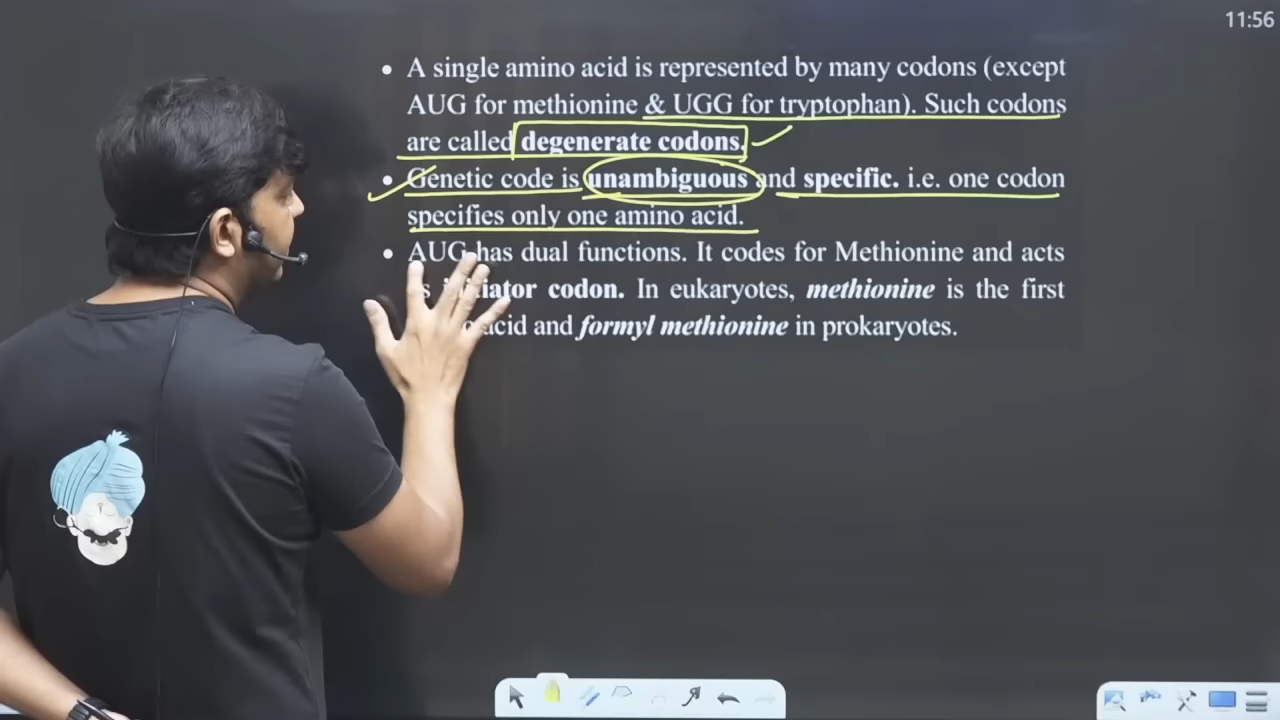 11:56
• A single amino acid is represented by many codons (except
AUG for methionine & UGG for tryptophan). Such codons
are called degenerate codons.
• Genetic code is unambiguous and specific. i.e. one codon
specifies only one amino acid.
• AUG has dual functions. It codes for Methionine and acts
codon. In eukaryotes, methionine is the first
and formyl methionine in prokaryotes.